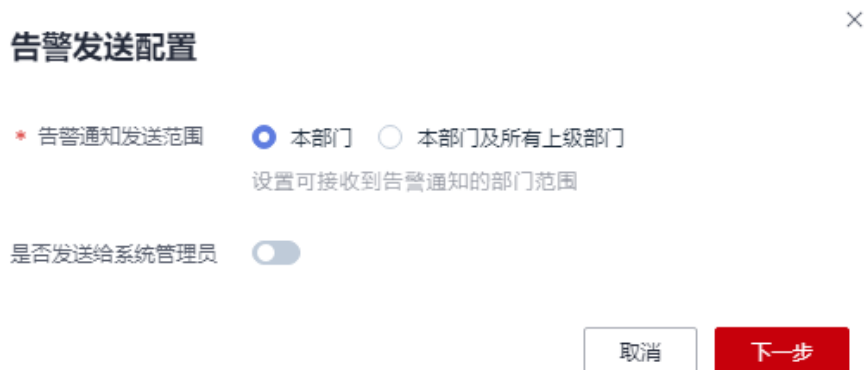 告警发送配置
* 告警通知发送范围 本部门 本部门及所有上级部门
设置可接收到告警通知的部门范围
是否发送给系统管理员
取消 下一步